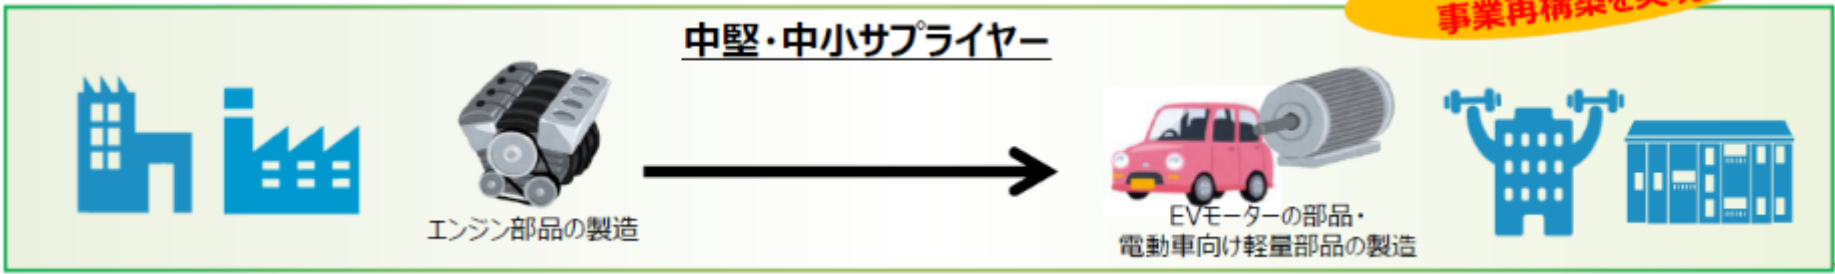 事業再構築を
中堅・中小サプライヤー
エンジン部品の製造
EVモーターの部品・
電動車向け軽量部品の製造